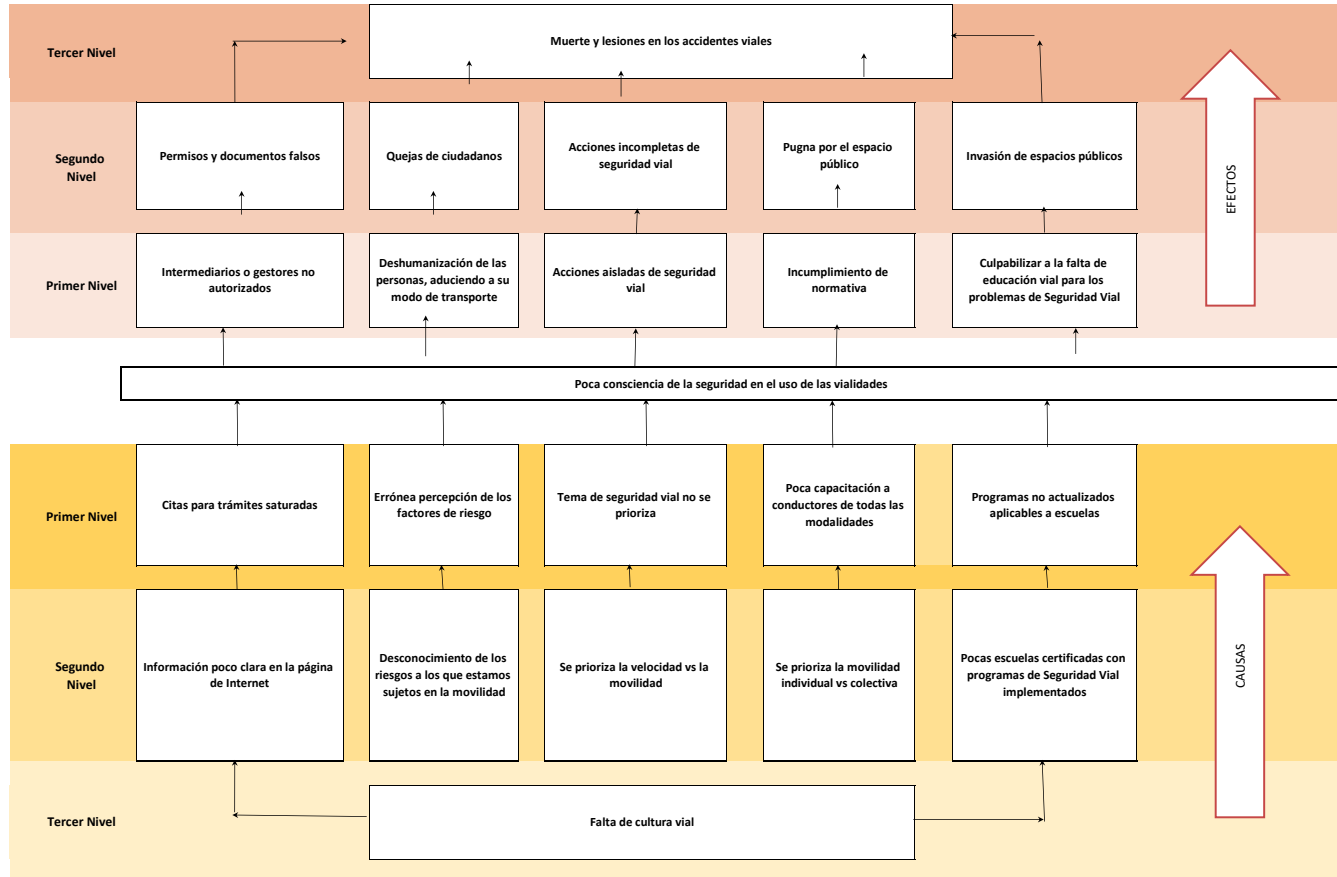 Tercer Nivel
Muerte y lesiones en los accidentes viales
Segundo
Nivel
Permisos y documentos falsos
Quejas de ciudadanos
Acciones incompletas de
seguridad vial
Pugna por el espacio
público
Invasión de espacios públicos
EFECTOS
Primer Nivel
Intermediarios o gestores no
autorizados
Deshumanización de las
personas, aduciendo a su
modo de transporte
Acciones aisladas de seguridad
vial
Incumplimiento de
normativa
Culpabilizar a la falta de
educación vial para los
problemas de Seguridad Vial
Poca consciencia de la seguridad en el uso de las vialidades
Primer Nivel
Citas para trámites saturadas
Errónea percepción de los
factores de riesgo
Tema de seguridad vial no se
prioriza
Poca capacitación a
conductores de todas las
modalidades
Programas no actualizados
aplicables a escuelas
Segundo
Nivel
Información poco clara en la página
de Internet
Desconocimiento de los
riesgos a los que estamos
sujetos en la movilidad
Se prioriza la velocidad vs la
movilidad
Se prioriza la movilidad
individual vs colectiva
Pocas escuelas certificadas con
programas de Seguridad Vial
implementados
CAUSAS
Tercer Nivel
Falta de cultura vial